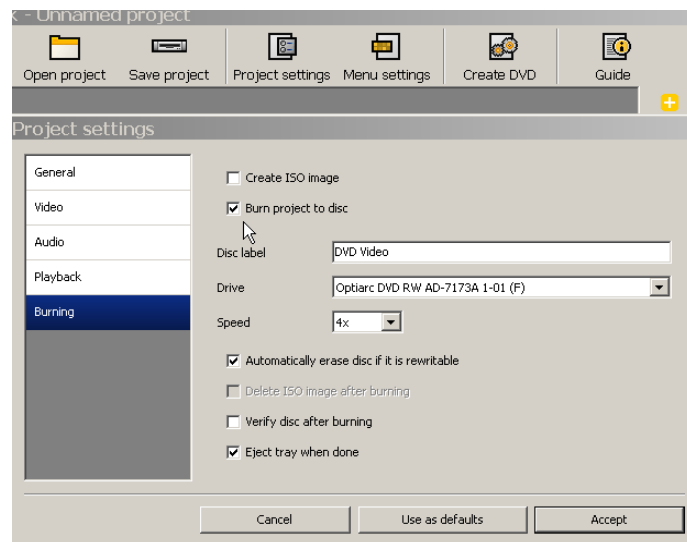 - Unnamed project
Open project Save project Project settings Menu settings Create DVD Guide
Project settings
General
Create ISO image
Video
Burn project to disc
Audio
Disc label DVD Video
Playback
Drive Optiarc DVD RW AD-7173A 1-01 (F)
Burning
Speed 4x
Automatically erase disc if it is rewritable
Delete ISO image after burning
Verify disc after burning
Eject tray when done
Cancel Use as defaults Accept